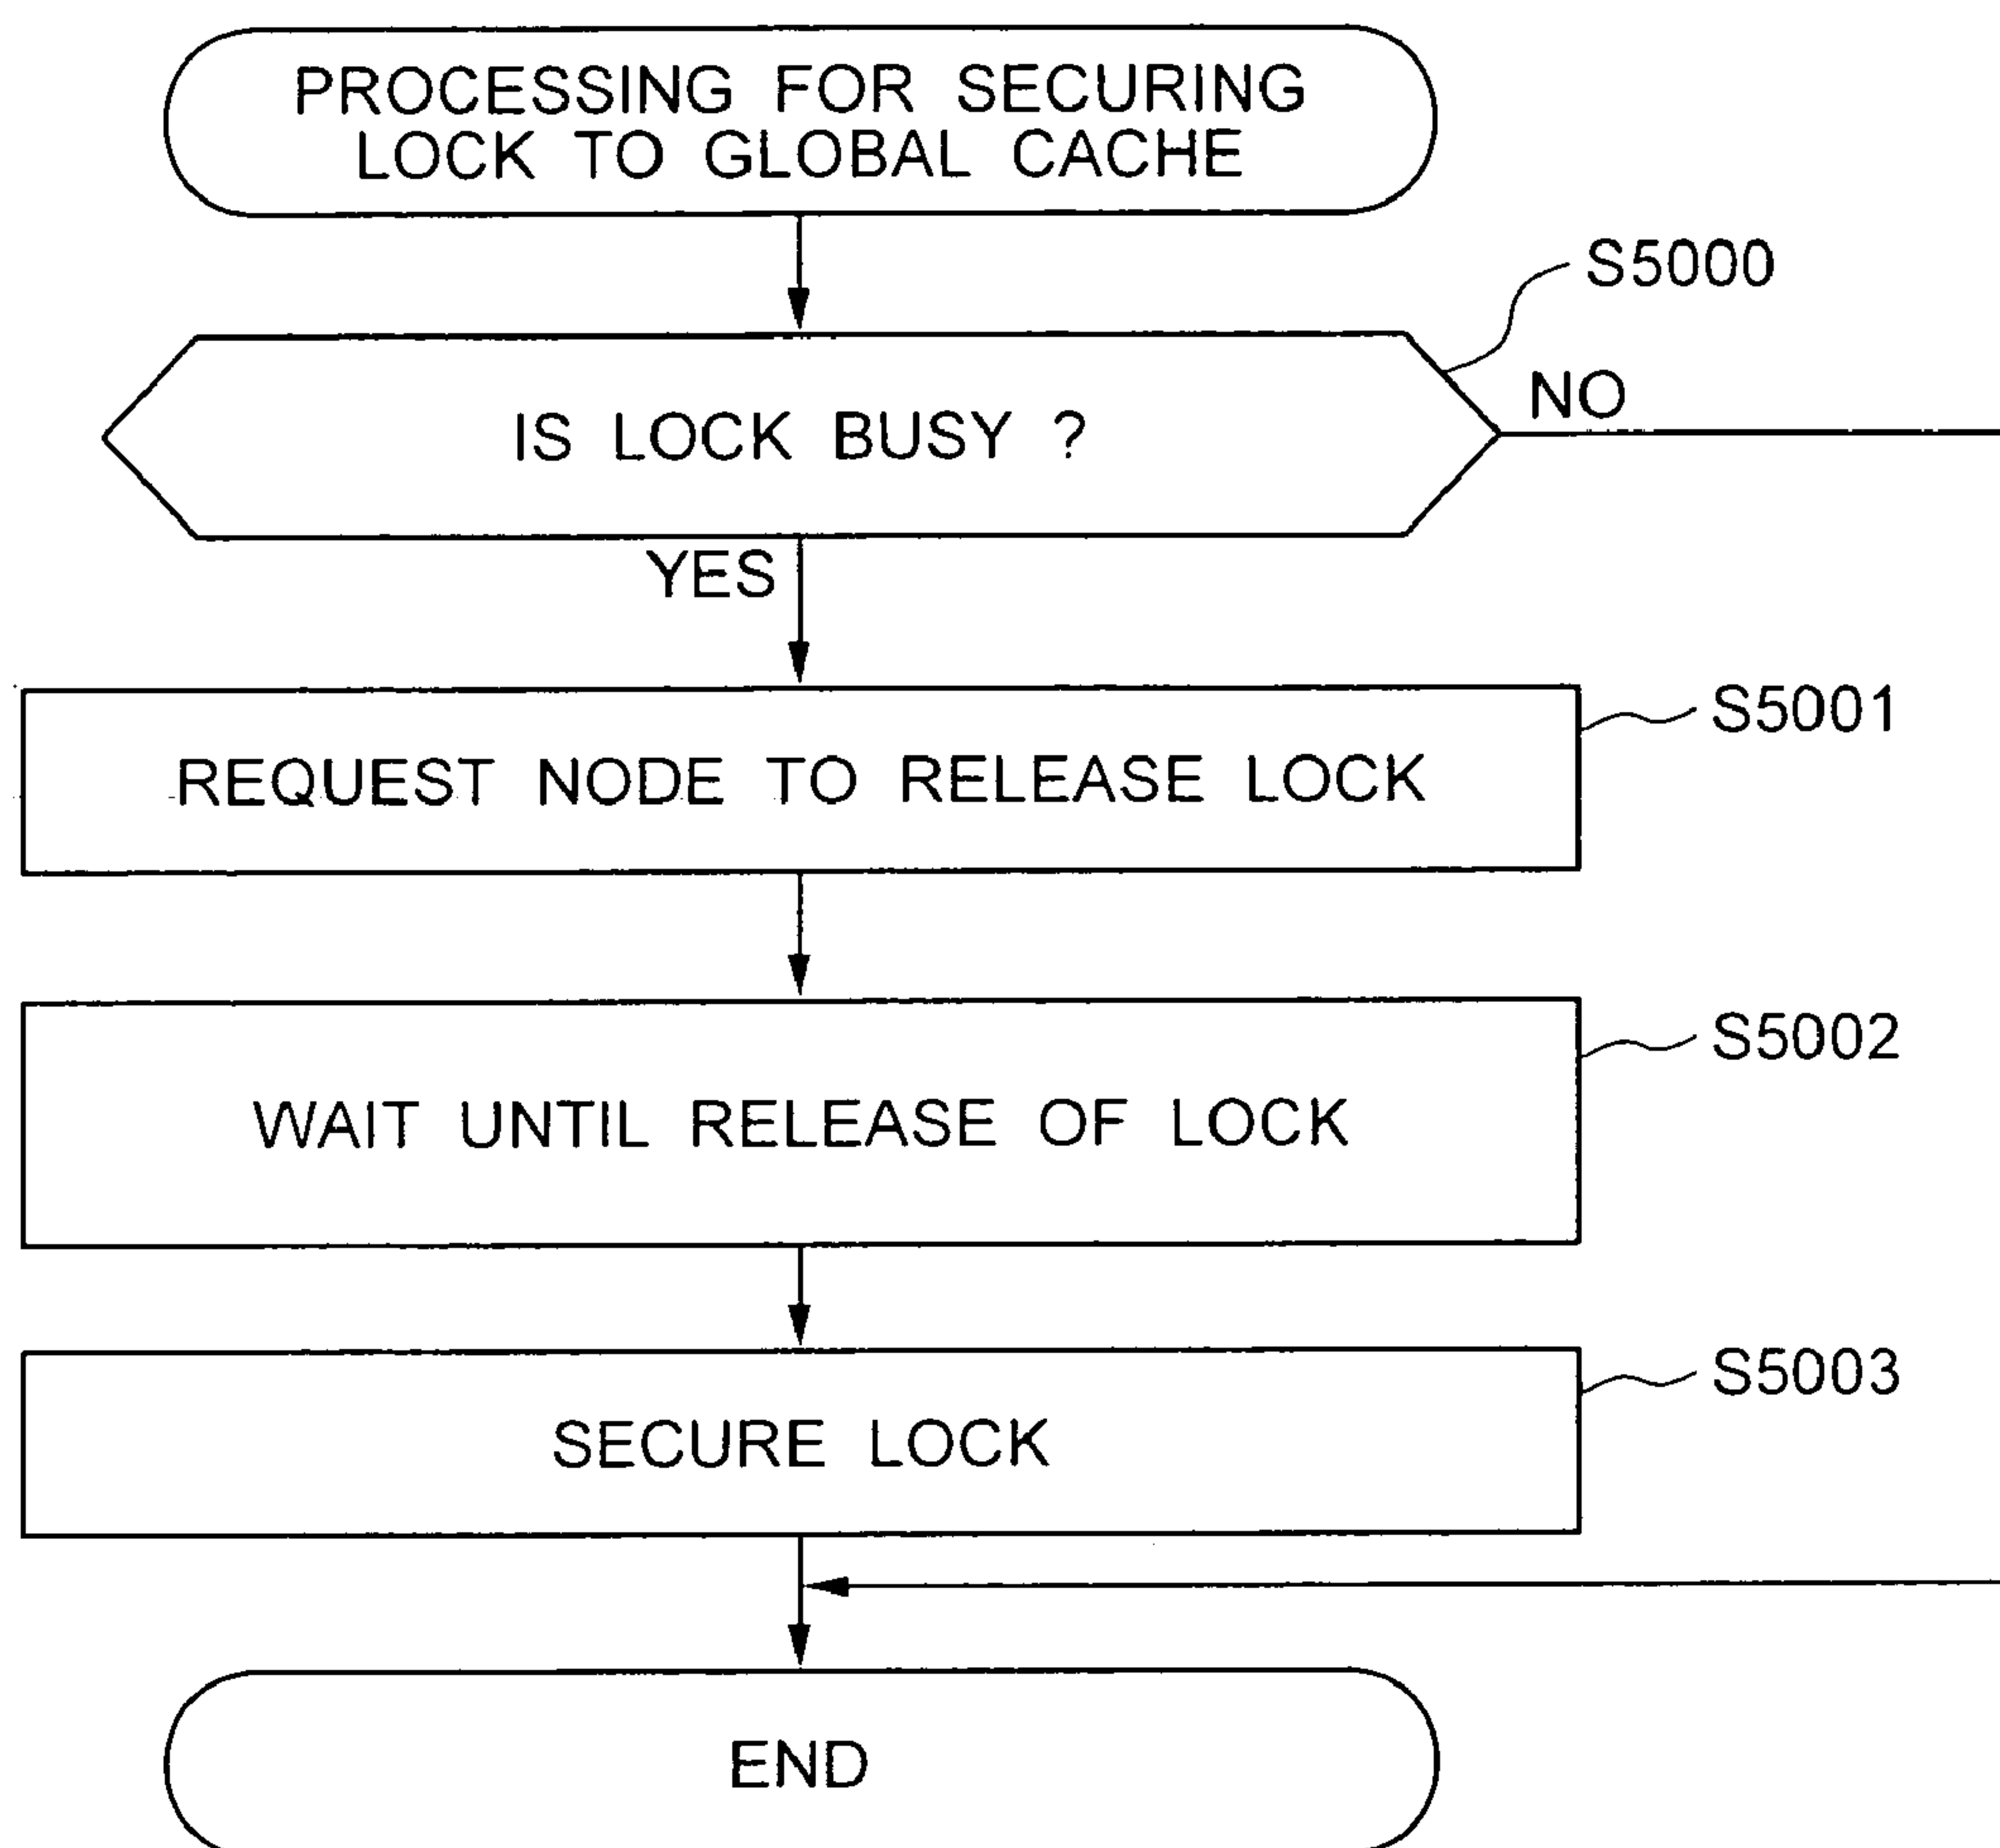 PROCESSING FOR SECURING
LOCK TO GLOBAL CACHE
S5000
IS LOCK BUSY ?
NO
YES
S5001
REQUEST NODE TO RELEASE LOCK
S5002
WAIT UNTIL RELEASE OF LOCK
S5003
SECURE LOCK
END